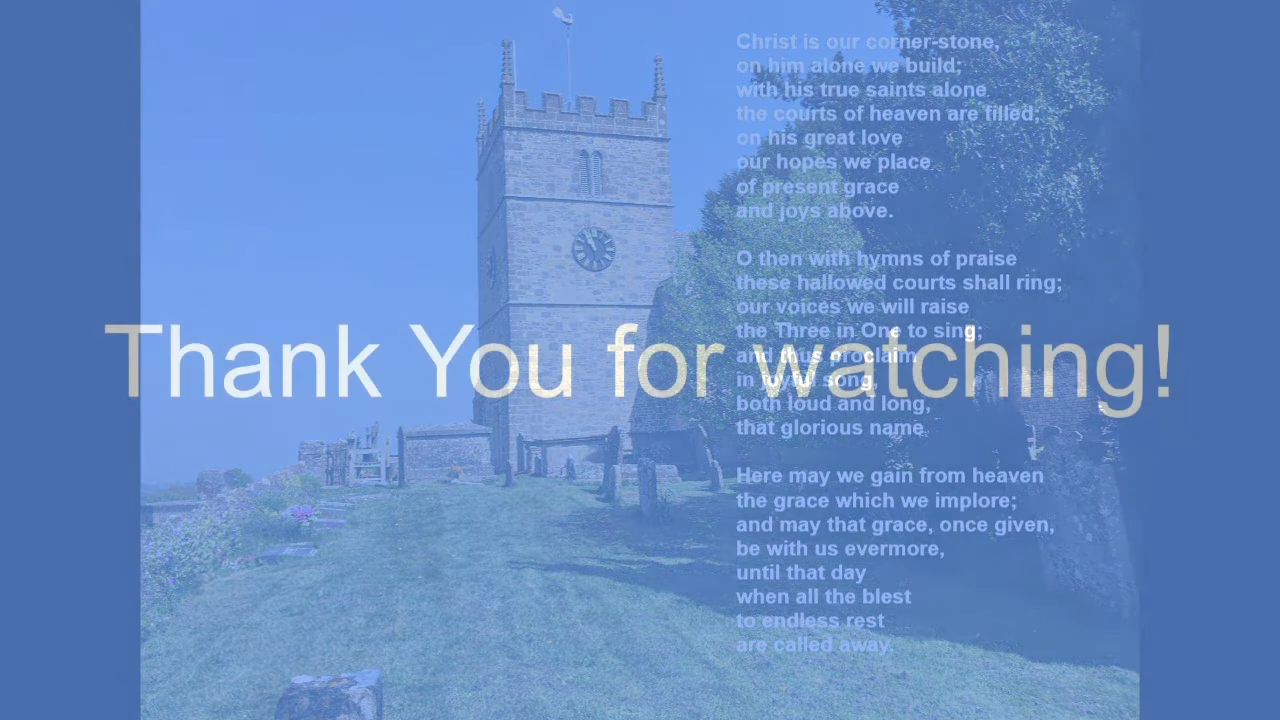 Christ is our corner-stone,
on him alone we build;
with his true saints alone
the courts of heaven are filled;
on his great love
our hopes we place
of present grace
and joys above.
O then with hymns of praise
these hallowed courts shall ring;
our voices we will raise
the Three in One to sing;
and thus proclaim
in joyful song,
both loud and long,
that glorious name
Here may we gain from heaven
the grace which we implore;
and may that grace, once given,
be with us evermore,
until that day
when all the blest
to endless rest
are called away.
Thank You for watching!